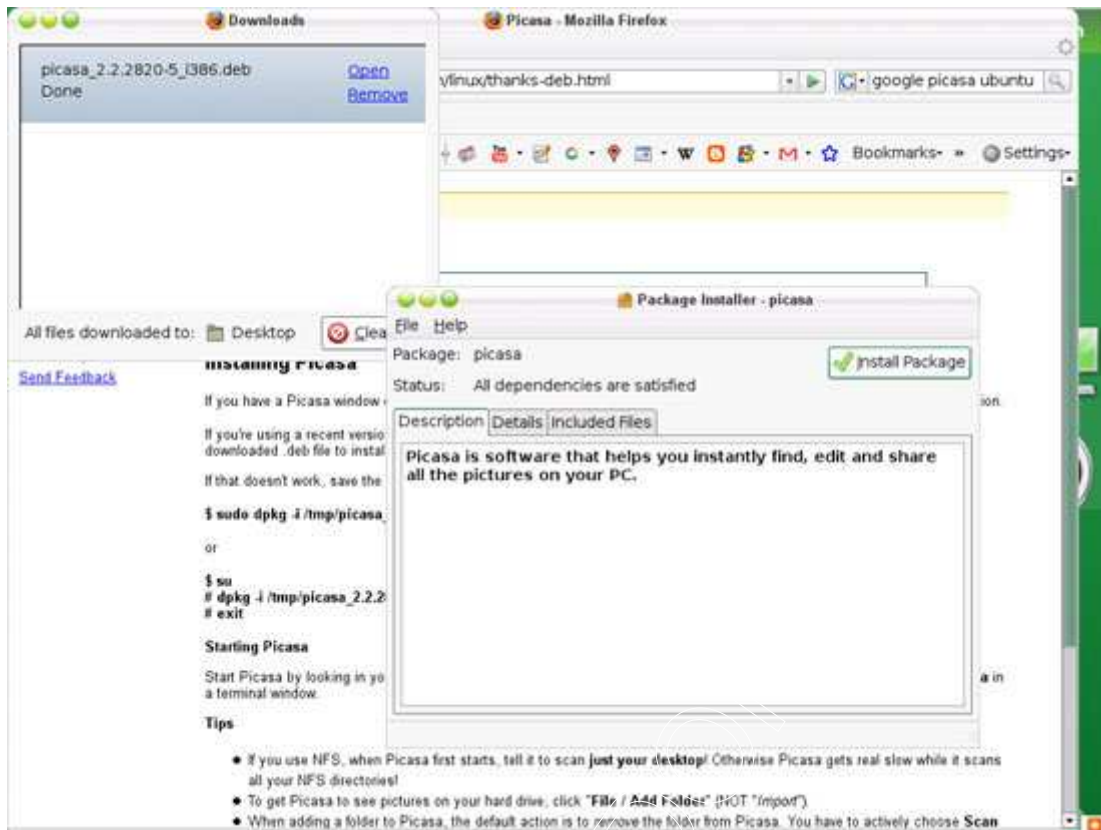 Downloads
Picasa - Mozilla Firefox
picasa_2.2.2820-5_i386.deb
Open
Done
Remove
/linux/thanks-deb.html
google picasa ubuntu
Bookmarks
Settings
All files downloaded to:
Desktop
Clea
Package Installer - picasa
File Help
Package: picasa
Install Package
Status: All dependencies are satisfied
Description Details Included Files
Picasa is software that helps you instantly find, edit and share
all the pictures on your PC.
Send Feedback
Installing Picasa
If you have a Picasa window
If you're using a recent versio
downloaded .deb file to instal
If that doesn't work, save the
$ sudo dpkg -i /tmp/picasa_
or
$ su
# dpkg -i /tmp/picasa_2.2.2
# exit
Starting Picasa
Start Picasa by looking in yo
a in
a terminal window.
Tips
If you use NFS, when Picasa first starts, tell it to scan just your desktop! Otherwise Picasa gets real slow while it scans
all your NFS directories!
To get Picasa to see pictures on your hard drive, click "File / Add Folder" (NOT "Import")
When adding a folder to Picasa, the default action is to remove the folder from Picasa. You have to actively choose Scan